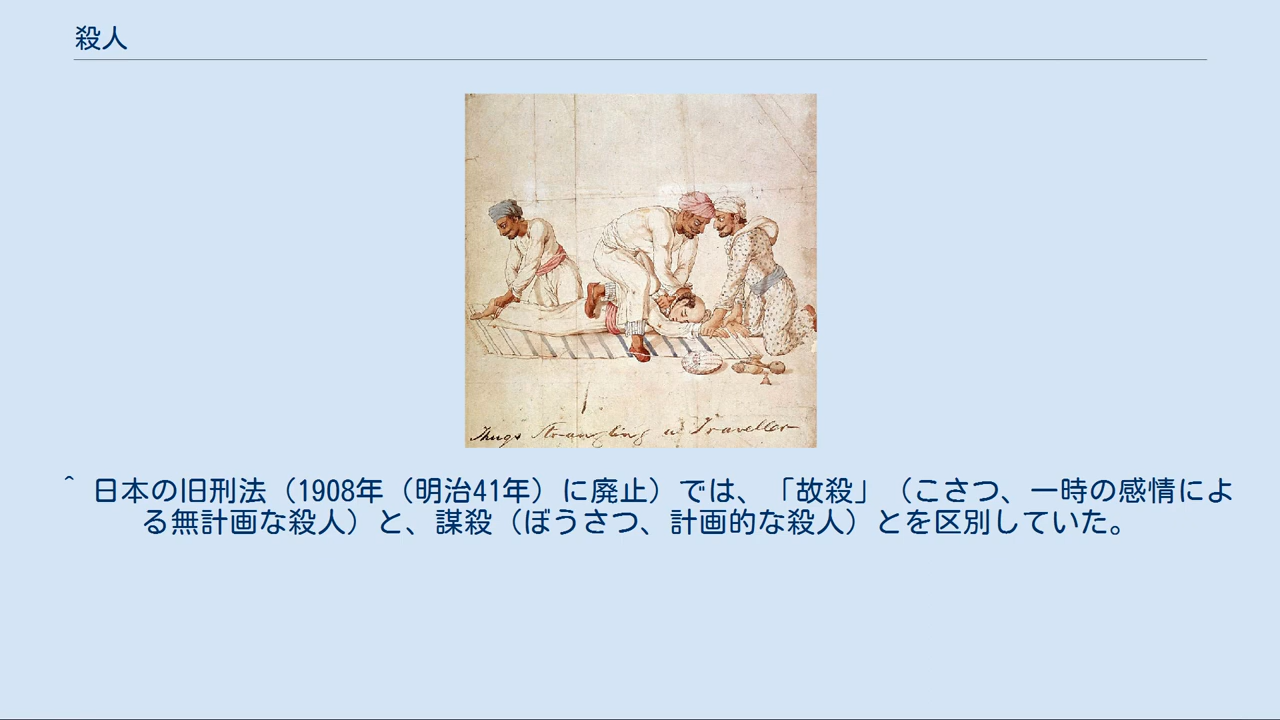 殺人
Thugs Strangling a Traveller
^ 日本の旧刑法（1908年（明治41年）に廃止）では、「故殺」（こさつ、一時の感情によ
る無計画な殺人）と、謀殺（ぼうさつ、計画的な殺人）とを区別していた。